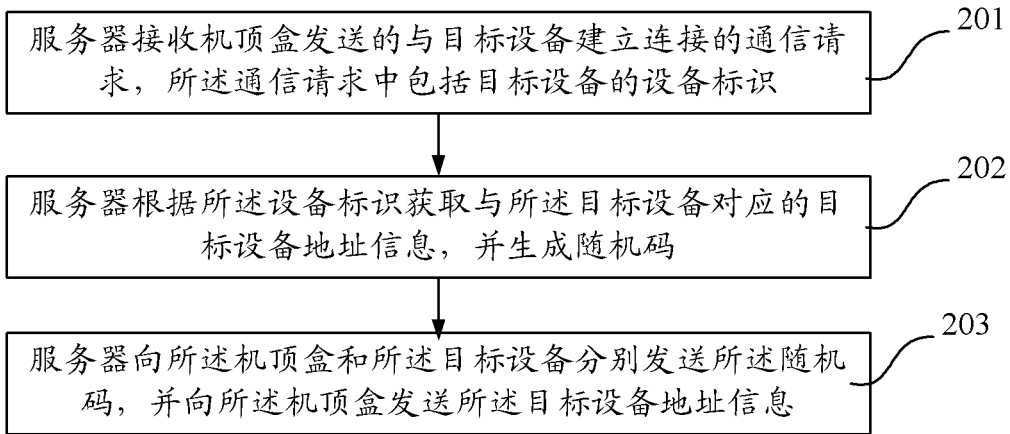 服务器接收机顶盒发送的与目标设备建立连接的通信请
求，所述通信请求中包括目标设备的设备标识
201
服务器根据所述设备标识获取与所述目标设备对应的目
标设备地址信息，并生成随机码
202
服务器向所述机顶盒和所述目标设备分别发送所述随机
码，并向所述机顶盒发送所述目标设备地址信息
203